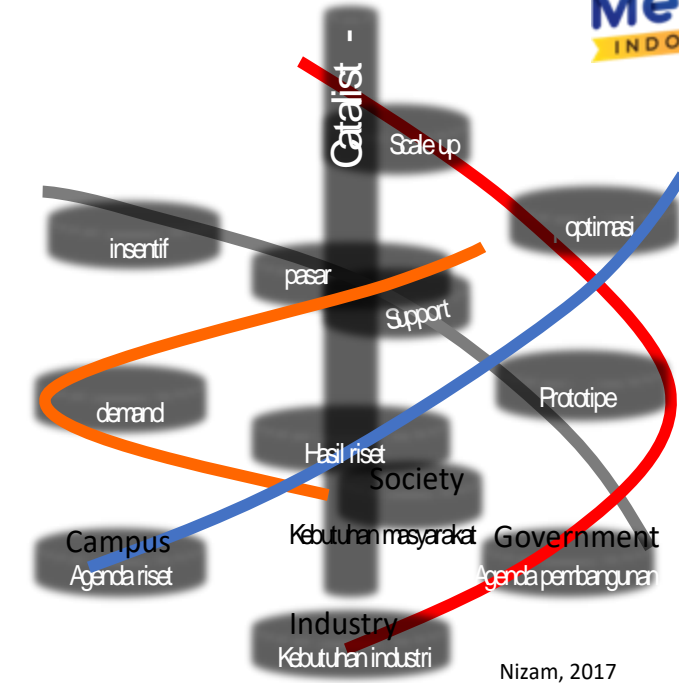 Me
INDO
Catalist -
Scale up
optimasi
insentif
pasar
Support
demand
Prototipe
Hasil riset
Society
Kebutuhan masyarakat
Campus
Agenda riset
Government
Agenda pembangunan
Industry
Kebutuhan industri
Nizam, 2017